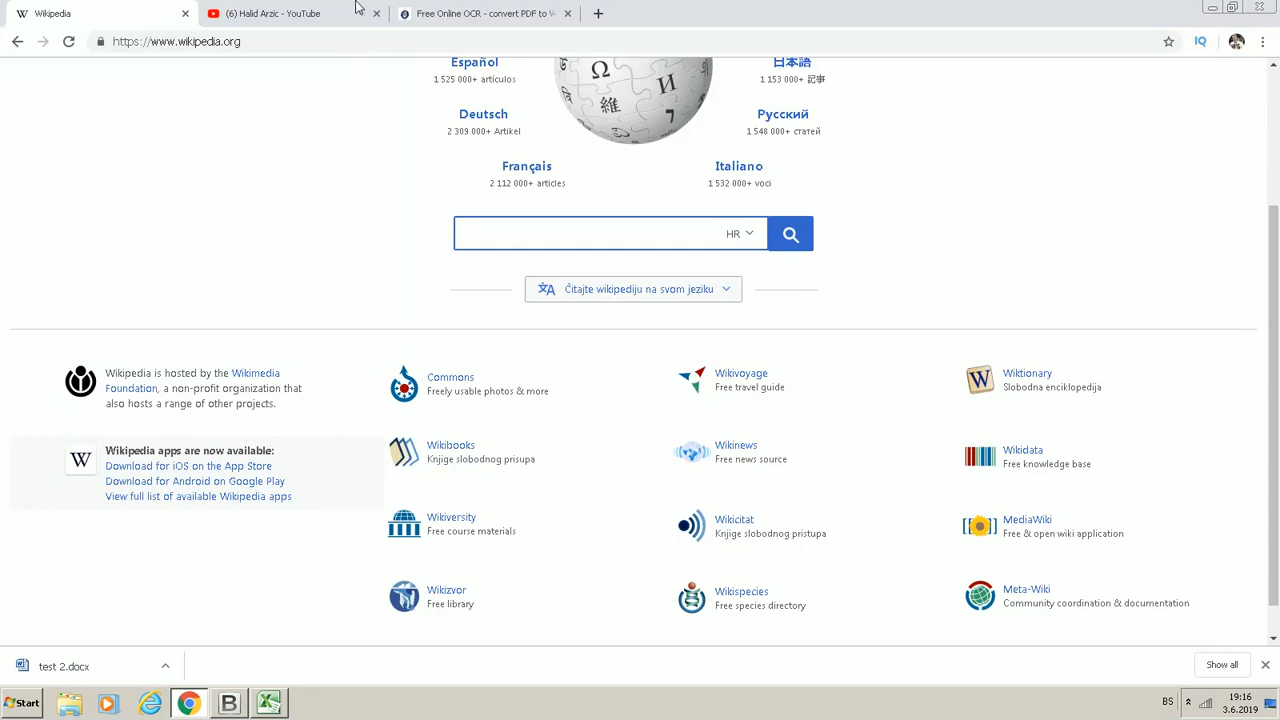 Wikipedia
(6) Halid Arzic - YouTube
Free Online OCR - convert PDF to W
https://www.wikipedia.org
IQ
Español
1 525 000+ artículos
日本語
1 153 000+ 記事
Ω
И
維
Deutsch
2 309 000+ Artikel
Русский
1 548 000+ статей
Français
2 112 000+ articles
Italiano
1 532 000+ voci
HR
Čitajte wikipediju na svom jeziku
Wikipedia is hosted by the Wikimedia
Foundation, a non-profit organization that
also hosts a range of other projects.
Wikipedia apps are now available:
Download for iOS on the App Store
Download for Android on Google Play
View full list of available Wikipedia apps
Commons
Freely usable photos & more
Wikivoyage
Free travel guide
Wiktionary
Slobodna enciklopedija
Wikibooks
Knjige slobodnog prisupa
Wikinews
Free news source
Wikidata
Free knowledge base
Wikiversity
Free course materials
Wikicitat
Knjige slobodnog pristupa
MediaWiki
Free & open wiki application
Wikizvor
Free library
Wikispecies
Free species directory
Meta-Wiki
Community coordination & documentation
test 2.docx
Show all
Start
B
BS
19:16
3.6.2019